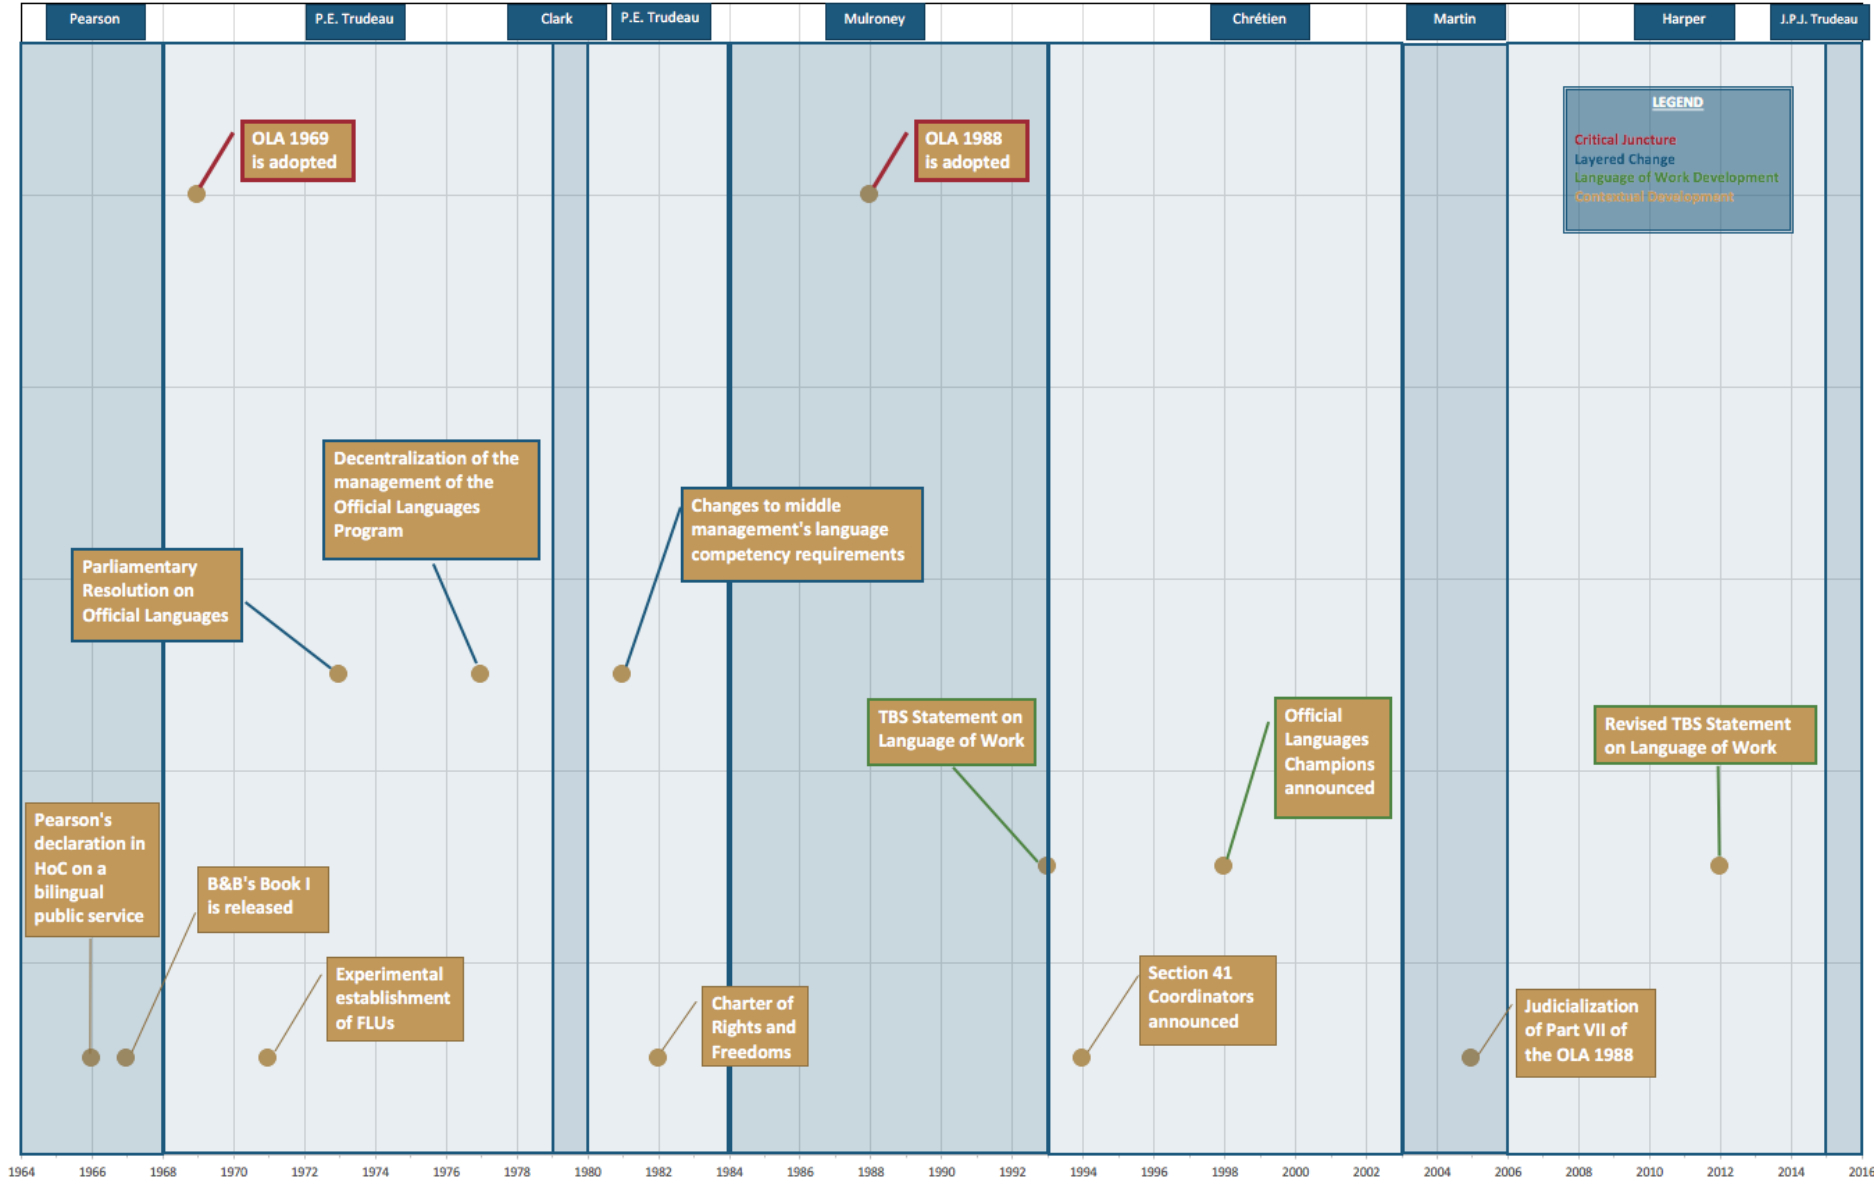 Pearson
P.E. Trudeau
Clark
P.E. Trudeau
Mulroney
Chrétien
Martin
Harper
J.P.J. Trudeau
LEGEND
Critical Juncture
Layered Change
Language of Work Development
Contextual Development
OLA 1969
is adopted
OLA 1988
is adopted
Decentralization of the
management of the
Official Languages
Program
Changes to middle
management's language
competency requirements
Parliamentary
Resolution on
Official Languages
TBS Statement on
Language of Work
Official
Languages
Champions
announced
Revised TBS Statement
on Language of Work
Pearson's
declaration in
HoC on a
bilingual
public service
B&B's Book I
is released
Experimental
establishment
of FLUs
Charter of
Rights and
Freedoms
Section 41
Coordinators
announced
Judicialization
of Part VII of
the OLA 1988
1964 1966 1968 1970 1972 1974 1976 1978 1980 1982 1984 1986 1988 1990 1992 1994 1996 1998 2000 2002 2004 2006 2008 2010 2012 2014 2016